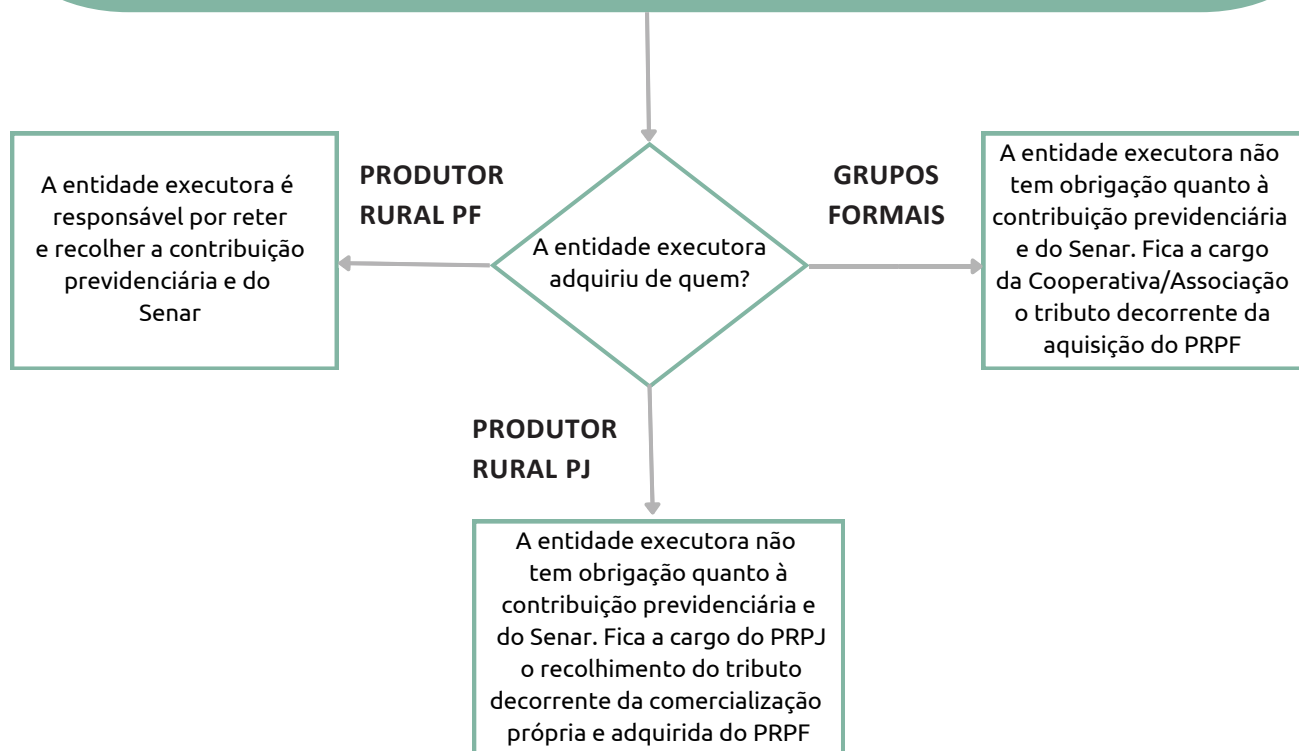 A entidade executora é
responsável por reter
e recolher a contribuição
previdenciária e do
Senar
PRODUTOR
RURAL PF
A entidade executora
adquiriu de quem?
GRUPOS
FORMAIS
A entidade executora não
tem obrigação quanto à
contribuição previdenciária
e do Senar. Fica a cargo
da Cooperativa/Associação
o tributo decorrente da
aquisição do PRPF
PRODUTOR
RURAL PJ
A entidade executora não
tem obrigação quanto à
contribuição previdenciária e
do Senar. Fica a cargo do PRPJ
o recolhimento do tributo
decorrente da comercialização
própria e adquirida do PRPF